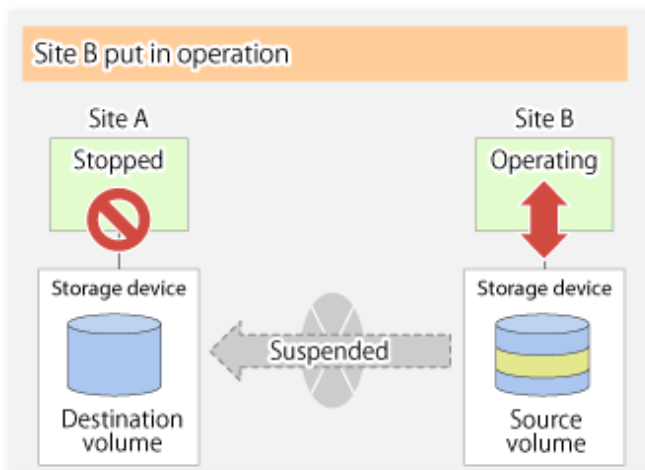 Site B put in operation
Site A
Site B
Stopped
Operating
Storage device
Storage device
Suspended
Destination
volume
Source
volume